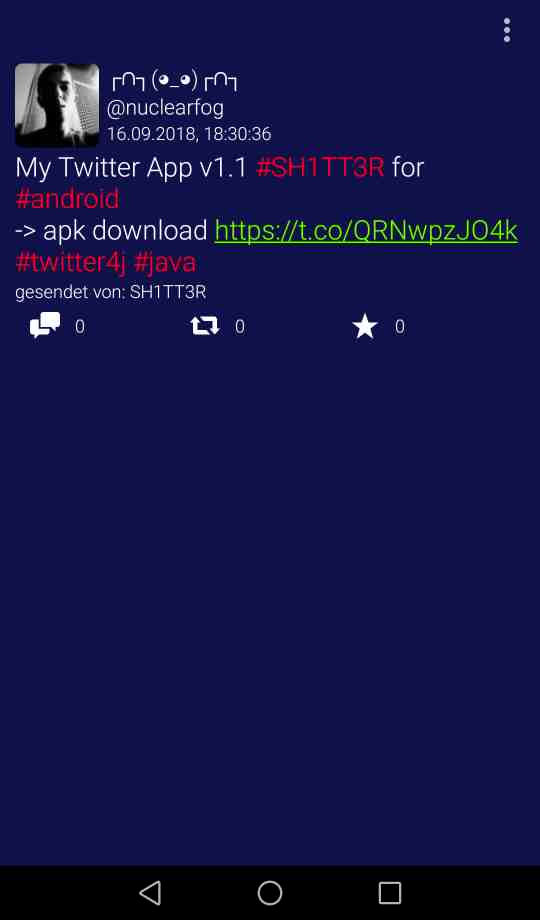 ┌∩┐(◕_◕)┌∩┐
@nuclearfog
16.09.2018, 18:30:36
My Twitter App v1.1 #SH1TT3R for
#android
-> apk download https://t.co/QRNwpzJO4k
#twitter4j #java
gesendet von: SH1TT3R
0 0 0